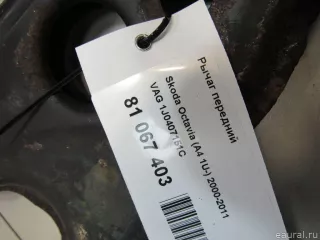 Рычаг передний
Skoda Octavia (A4 1U-) 2000-2011
VAG 1J0407151C
81 067 403
eaural.ru